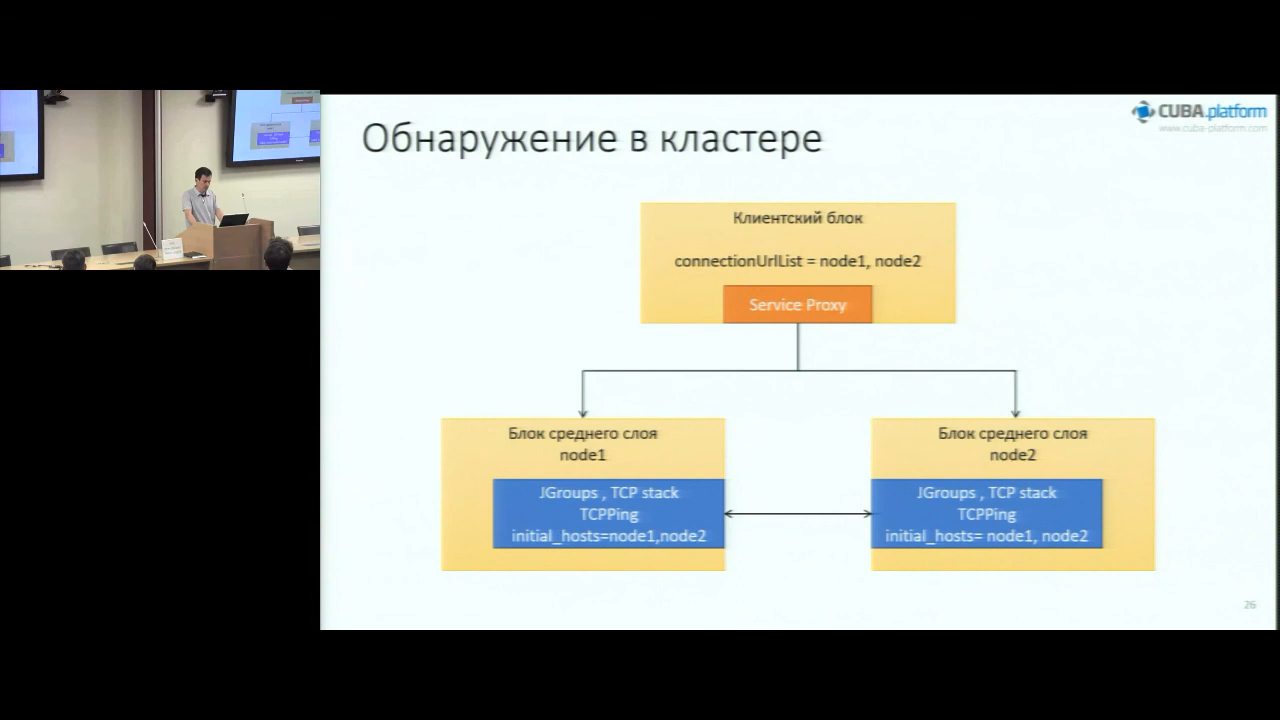 CUBA.platform
www.cuba-platform.com
Обнаружение в кластере
Клиентский блок
connectionUrlList = node1, node2
Service Proxy
Блок среднего слоя
node1
JGroups , TCP stack
TCPPing
initial_hosts=node1,node2
Блок среднего слоя
node2
JGroups , TCP stack
TCPPing
initial_hosts= node1, node2
26